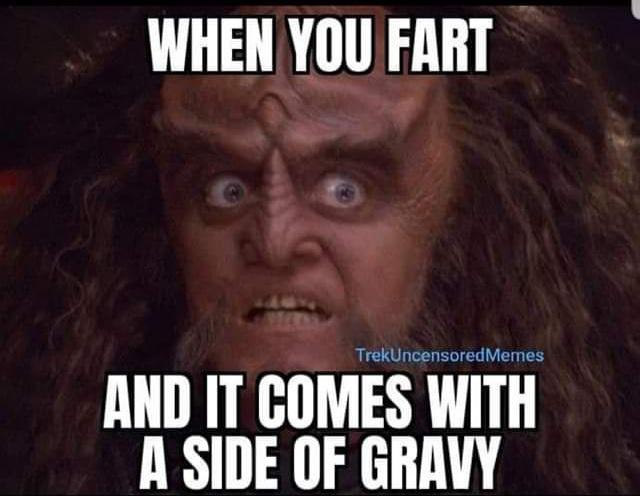 WHEN YOU FART
TrekUncensoredMemes
AND IT COMES WITH
A SIDE OF GRAVY